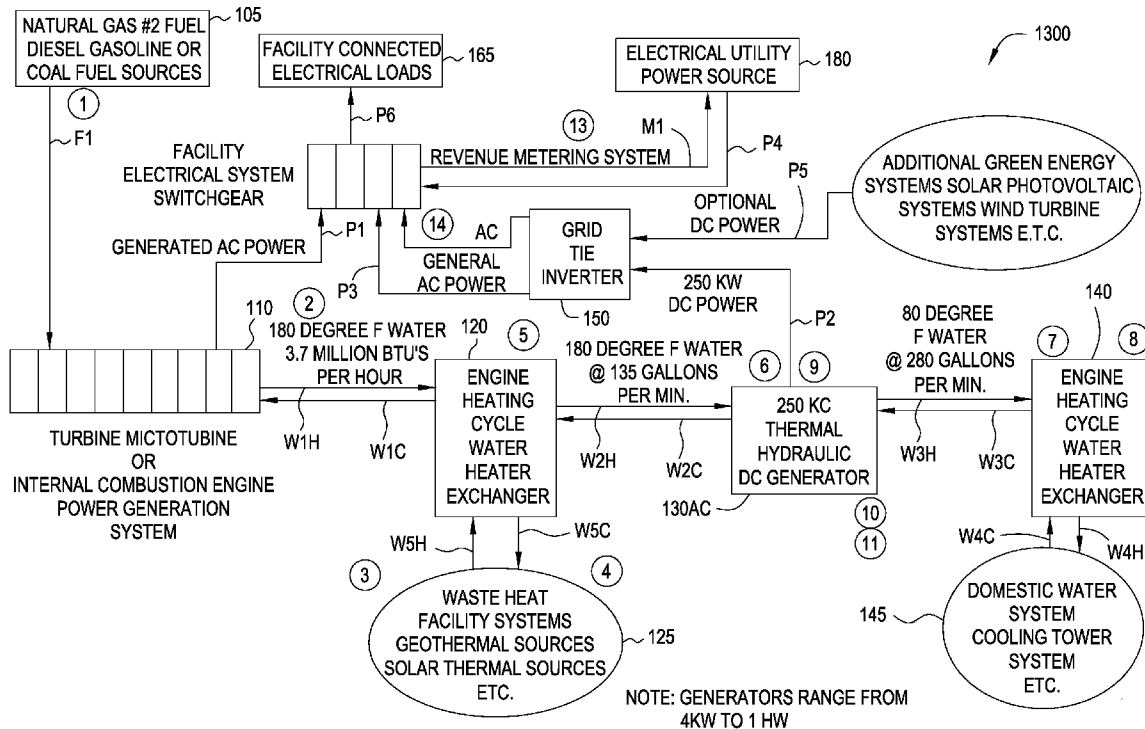 NATURAL GAS #2 FUEL
DIESEL GASOLINE OR
COAL FUEL SOURCES
105
1
F1
FACILITY CONNECTED
ELECTRICAL LOADS
165
P6
ELECTRICAL UTILITY
POWER SOURCE
180
1300
13
M1
REVENUE METERING SYSTEM
P4
FACILITY
ELECTRICAL SYSTEM
SWITCHGEAR
P5
OPTIONAL
DC POWER
ADDITIONAL GREEN ENERGY
SYSTEMS SOLAR PHOTOVOLTAIC
SYSTEMS WIND TURBINE
SYSTEMS E.T.C.
P1
GENERATED AC POWER
14
AC
GENERAL
AC POWER
P3
GRID
TIE
INVERTER
150
250 KW
DC POWER
P2
110
2
180 DEGREE F WATER
3.7 MILLION BTU'S
PER HOUR
W1H
W1C
120
5
ENGINE
HEATING
CYCLE
WATER
HEATER
EXCHANGER
180 DEGREE F WATER
@ 135 GALLONS
PER MIN.
W2H
W2C
6
9
250 KC
THERMAL
HYDRAULIC
DC GENERATOR
130AC
10
11
80 DEGREE
F WATER
@ 280 GALLONS
PER MIN.
W3H
W3C
140
7
8
ENGINE
HEATING
CYCLE
WATER
HEATER
EXCHANGER
TURBINE MICTOTUBINE
OR
INTERNAL COMBUSTION ENGINE
POWER GENERATION
SYSTEM
W5H
W5C
3
4
WASTE HEAT
FACILITY SYSTEMS
GEOTHERMAL SOURCES
SOLAR THERMAL SOURCES
ETC.
125
W4C
W4H
145
DOMESTIC WATER
SYSTEM
COOLING TOWER
SYSTEM
ETC.
NOTE: GENERATORS RANGE FROM
4KW TO 1 HW